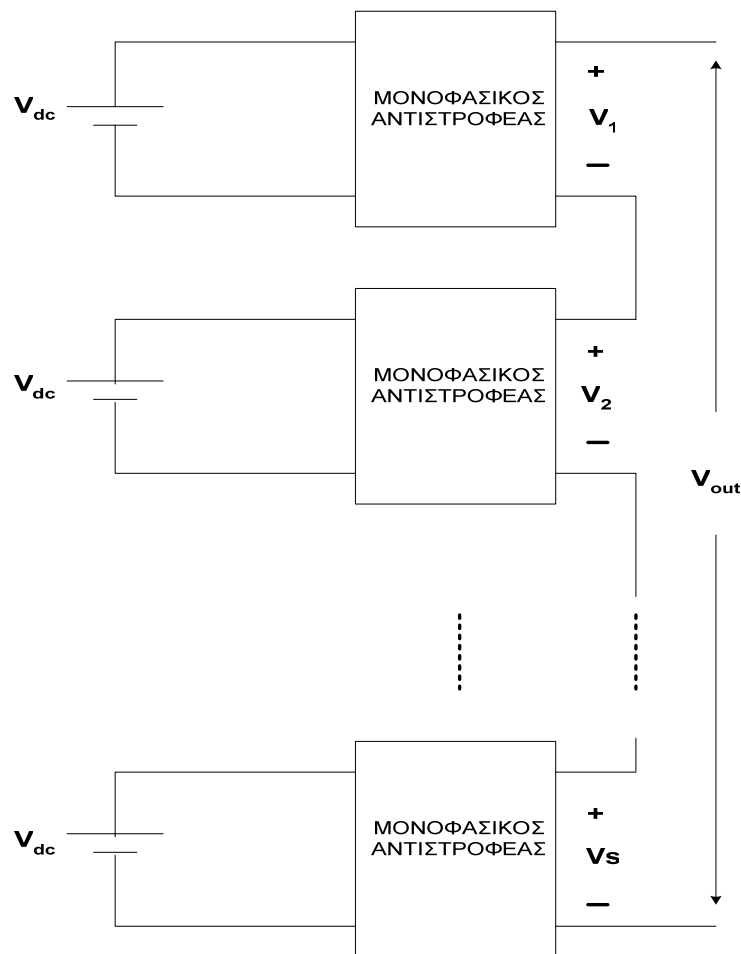 ΜΟΝΟΦΑΣΙΚΟΣ
ΑΝΤΙΣΤΡΟΦΕΑΣ
Vdc
+
V1
−
ΜΟΝΟΦΑΣΙΚΟΣ
ΑΝΤΙΣΤΡΟΦΕΑΣ
Vdc
+
V2
−
Vout
ΜΟΝΟΦΑΣΙΚΟΣ
ΑΝΤΙΣΤΡΟΦΕΑΣ
Vdc
+
Vs
−